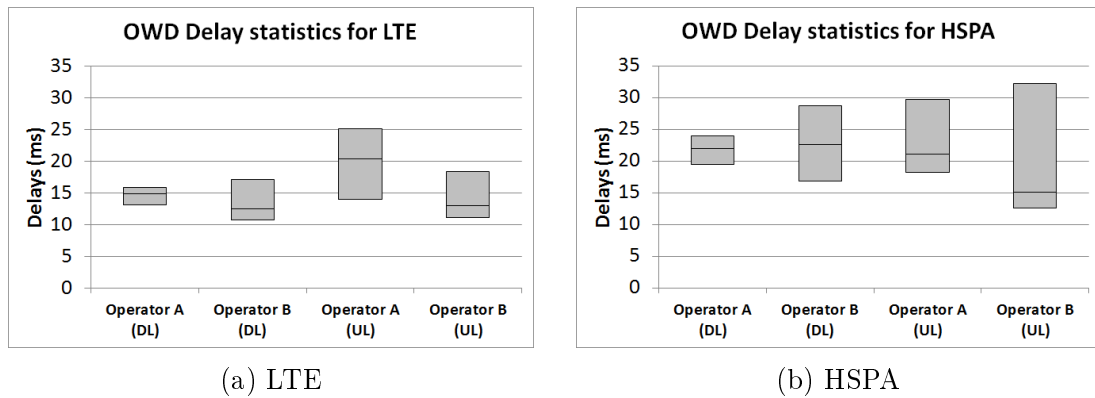 OWD Delay statistics for LTE
35
30
25
20
15
10
5
0
Delays (ms)
Operator A
(DL)
Operator B
(DL)
Operator A
(UL)
Operator B
(UL)
(a) LTE
OWD Delay statistics for HSPA
35
30
25
20
15
10
5
0
Delays (ms)
Operator A
(DL)
Operator B
(DL)
Operator A
(UL)
Operator B
(UL)
(b) HSPA